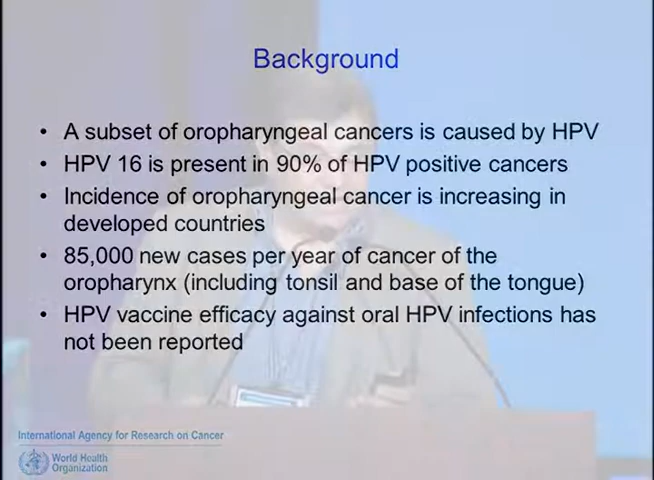 Background
• A subset of oropharyngeal cancers is caused by HPV
• HPV 16 is present in 90% of HPV positive cancers
• Incidence of oropharyngeal cancer is increasing in
developed countries
• 85,000 new cases per year of cancer of the
oropharynx (including tonsil and base of the tongue)
• HPV vaccine efficacy against oral HPV infections has
not been reported
International Agency for Research on Cancer
World Health
Organization